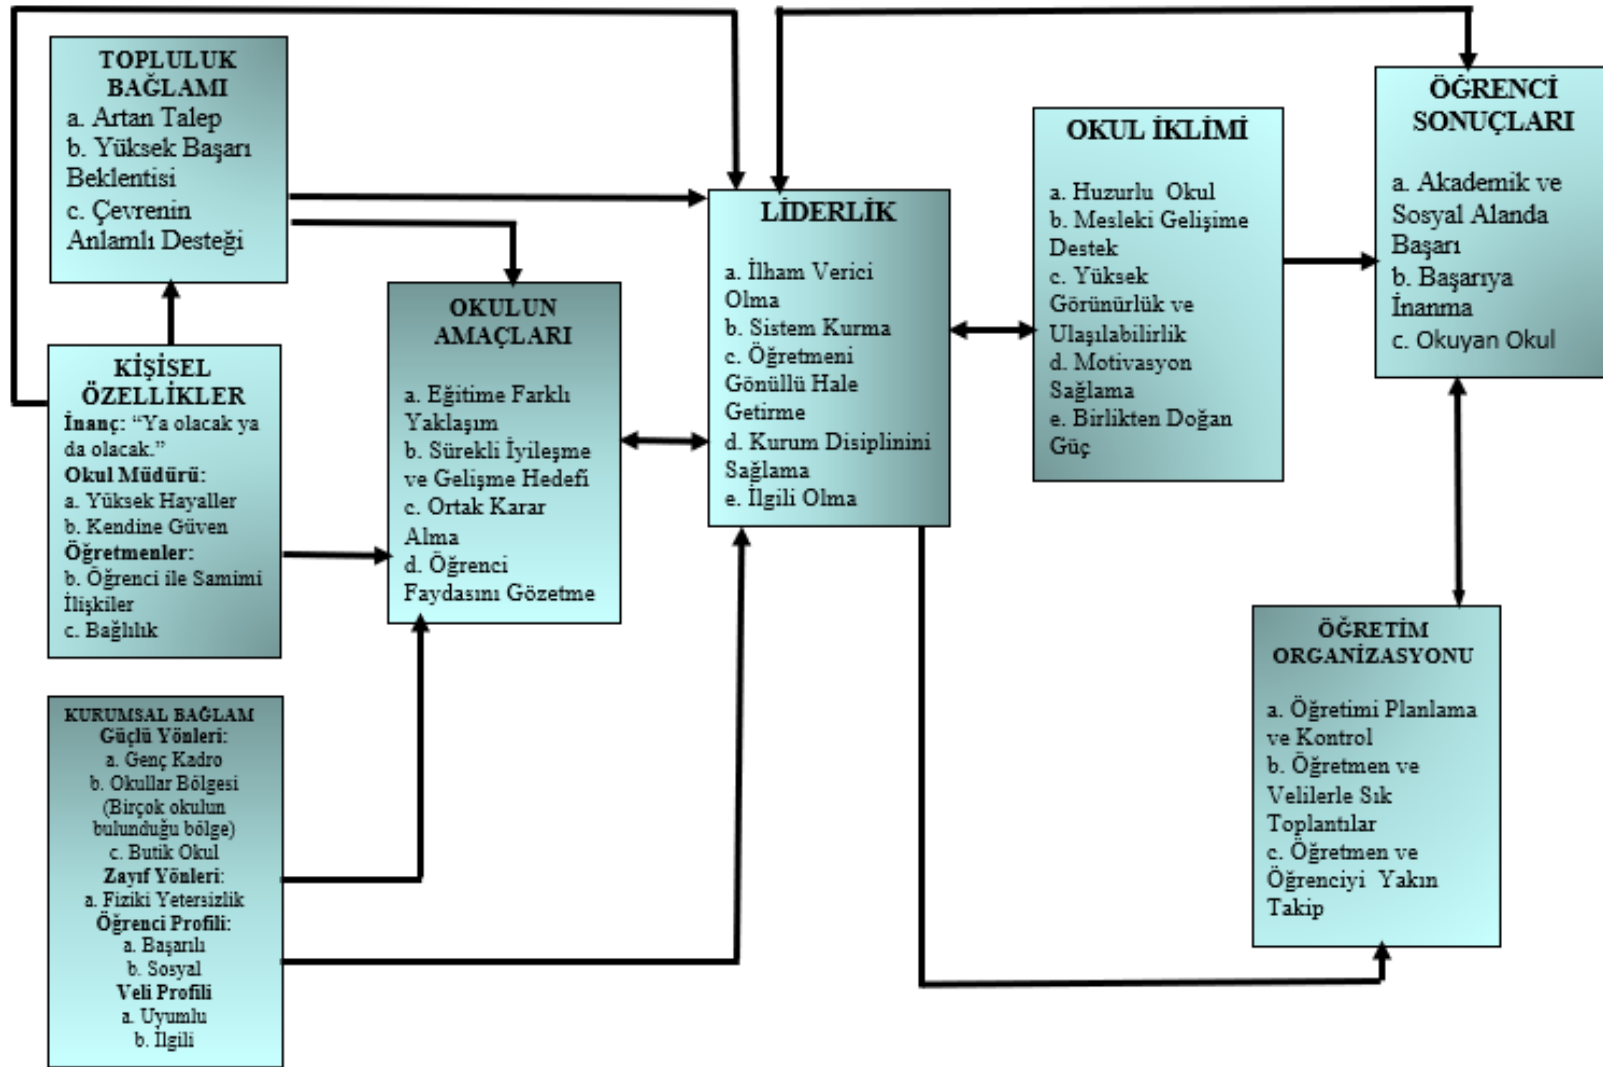 TOPLULUK
BAĞLAMI
a. Artan Talep
b. Yüksek Başarı
Beklentisi
c. Çevrenin
Anlamlı Desteği
KİŞİSEL
ÖZELLİKLER
İnanç: “Ya olacak ya
da olacak.”
Okul Müdürü:
a. Yüksek Hayaller
b. Kendine Güven
Öğretmenler:
b. Öğrenci ile Samimi
İlişkiler
c. Bağlılık
KURUMSAL BAĞLAM
Güçlü Yönleri:
a. Genç Kadro
b. Okullar Bölgesi
(Birçok okulun
bulunduğu bölge)
c. Butik Okul
Zayıf Yönleri:
a. Fiziki Yetersizlik
Öğrenci Profili:
a. Başarılı
b. Sosyal
Veli Profili
a. Uyumlu
b. İlgili
OKULUN
AMAÇLARI
a. Eğitime Farklı
Yaklaşım
b. Sürekli İyileşme
ve Gelişme Hedefi
c. Ortak Karar
Alma
d. Öğrenci
Faydasını Gözetme
LİDERLİK
a. İlham Verici
Olma
b. Sistem Kurma
c. Öğretmeni
Gönüllü Hale
Getirme
d. Kurum Disiplinini
Sağlama
e. İlgili Olma
OKUL İKLİMİ
a. Huzurlu Okul
b. Mesleki Gelişime
Destek
c. Yüksek
Görünürlük ve
Ulaşılabilirlik
d. Motivasyon
Sağlama
e. Birlikten Doğan
Güç
ÖĞRENCİ
SONUÇLARI
a. Akademik ve
Sosyal Alanda
Başarı
b. Başarıya
İnanma
c. Okuyan Okul
ÖĞRETİM
ORGANİZASYONU
a. Öğretimi Planlama
ve Kontrol
b. Öğretmen ve
Velilerle Sık
Toplantılar
c. Öğretmen ve
Öğrenciyi Yakın
Takip